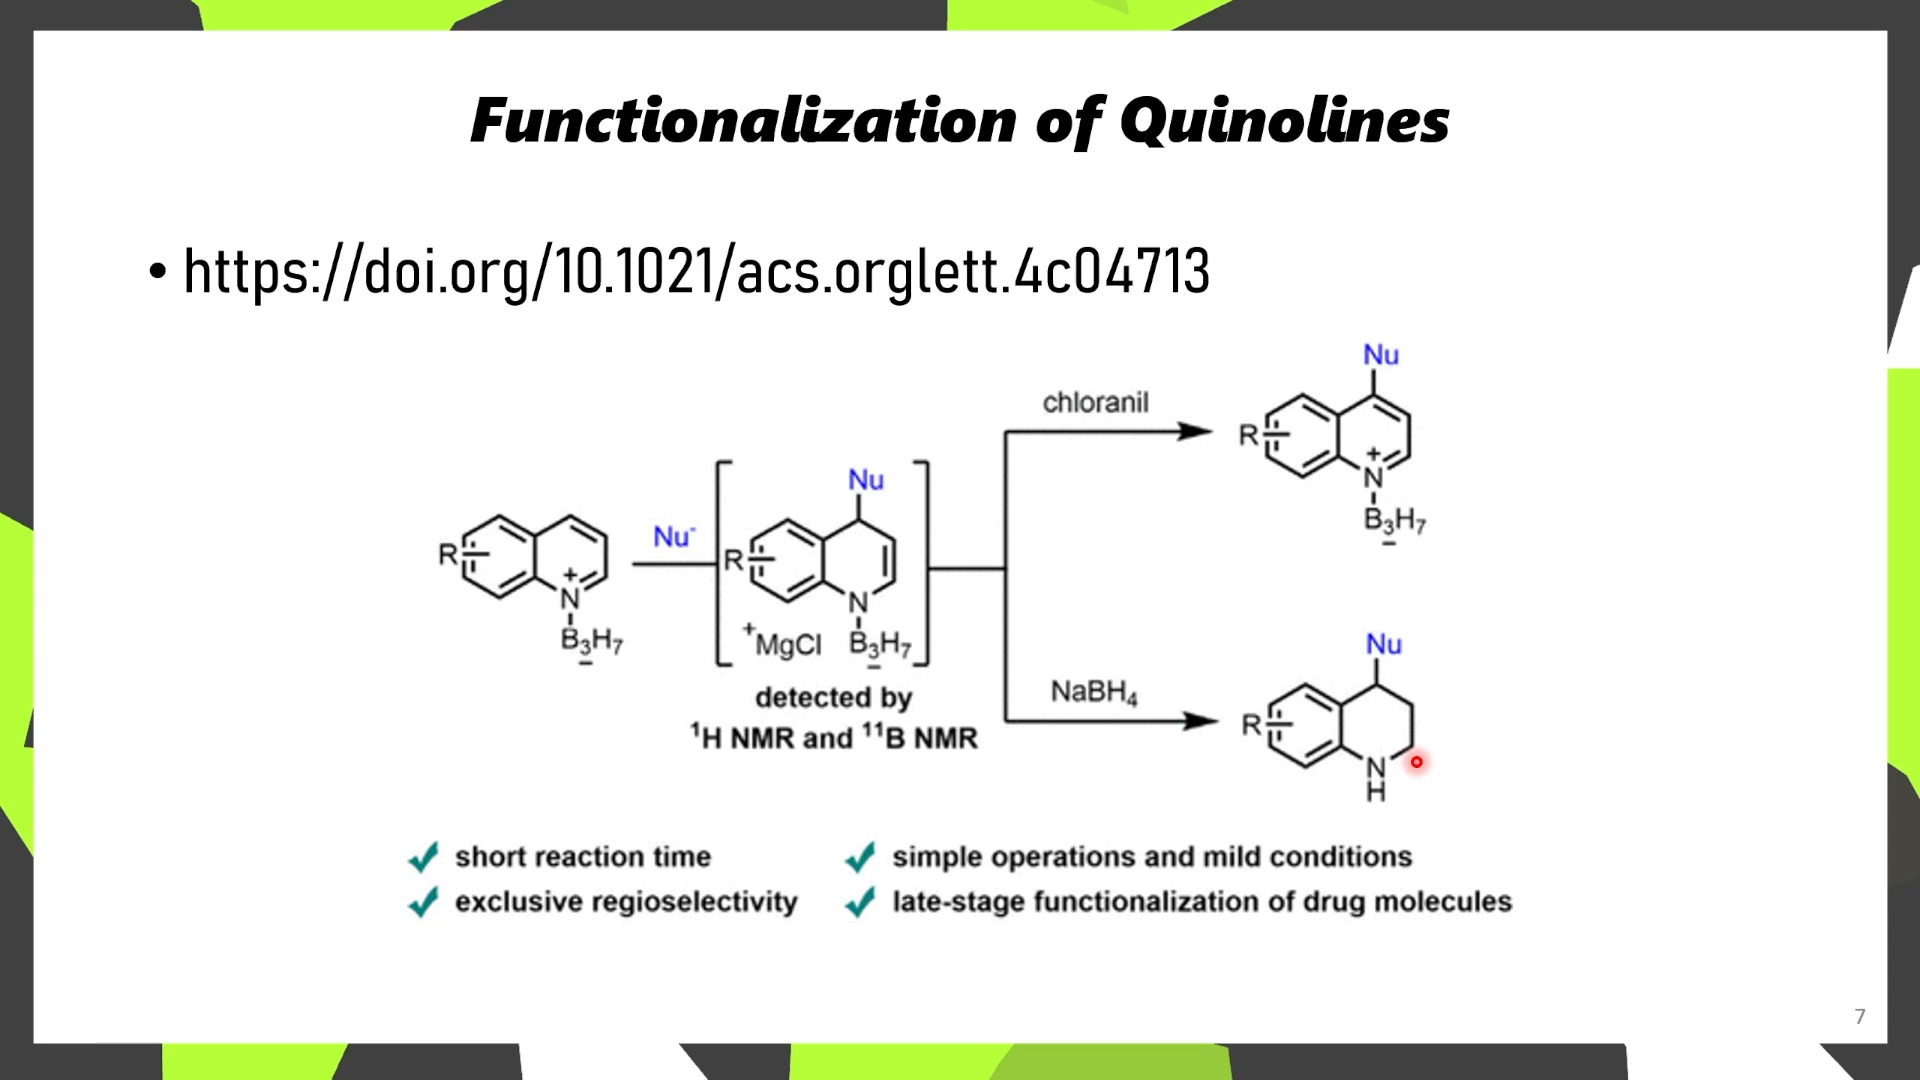 Functionalization of Quinolines
• https://doi.org/10.1021/acs.orglett.4c04713
R N+ B3H7
Nu-
Nu
R N
+MgCl B3H7
detected by
1H NMR and 11B NMR
chloranil
Nu
R N+
B3H7
NaBH4
Nu
R N
H
✔ short reaction time
✔ exclusive regioselectivity
✔ simple operations and mild conditions
✔ late-stage functionalization of drug molecules
7